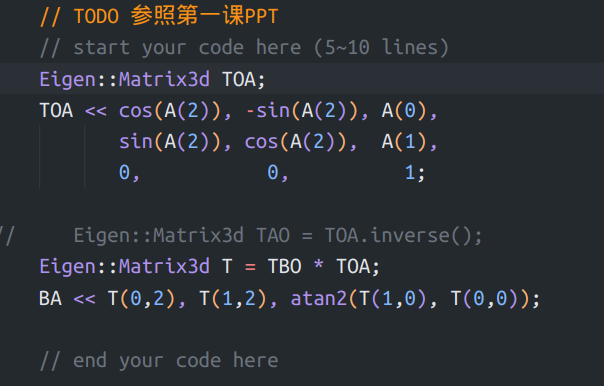 // TODO 参照第一课PPT
// start your code here (5~10 lines)
Eigen::Matrix3d TOA;
TOA << cos(A(2)), -sin(A(2)), A(0),
sin(A(2)), cos(A(2)), A(1),
0, 0, 1;
// Eigen::Matrix3d TAO = TOA.inverse();
Eigen::Matrix3d T = TBO * TOA;
BA << T(0,2), T(1,2), atan2(T(1,0), T(0,0));
// end your code here